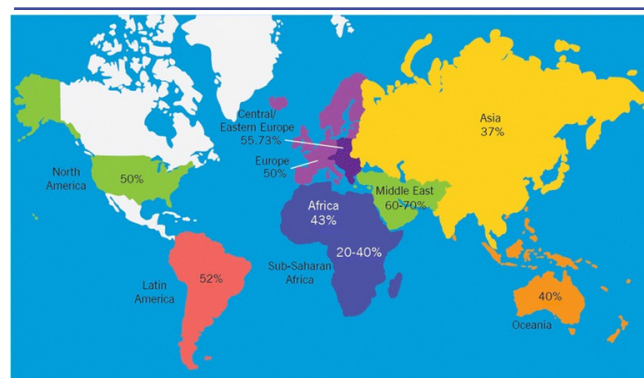 Central/
Eastern Europe
55.73%
Europe
50%
Asia
37%
North
America
50%
Middle East
60-70%
Africa
43%
20-40%
Sub-Saharan
Africa
52%
Latin
America
40%
Oceania